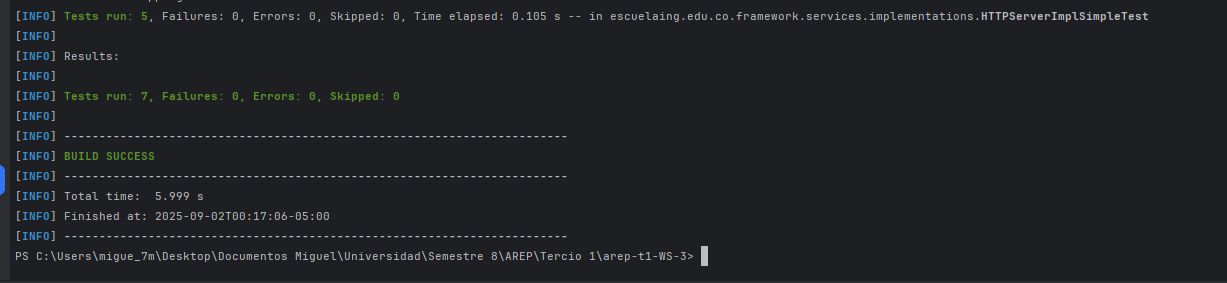 [INFO] Tests run: 5, Failures: 0, Errors: 0, Skipped: 0, Time elapsed: 0.105 s -- in escuelaing.edu.co.framework.services.implementations.HTTPServerImplSimpleTest
[INFO]
[INFO] Results:
[INFO]
[INFO] Tests run: 7, Failures: 0, Errors: 0, Skipped: 0
[INFO]
[INFO] ------------------------------------------------------------------------
[INFO] BUILD SUCCESS
[INFO] ------------------------------------------------------------------------
[INFO] Total time:  5.999 s
[INFO] Finished at: 2025-09-02T00:17:06-05:00
[INFO] ------------------------------------------------------------------------
PS C:\Users\migue_7m\Desktop\Documentos Miguel\Universidad\Semestre 8\AREP\Tercio 1\arep-t1-WS-3>